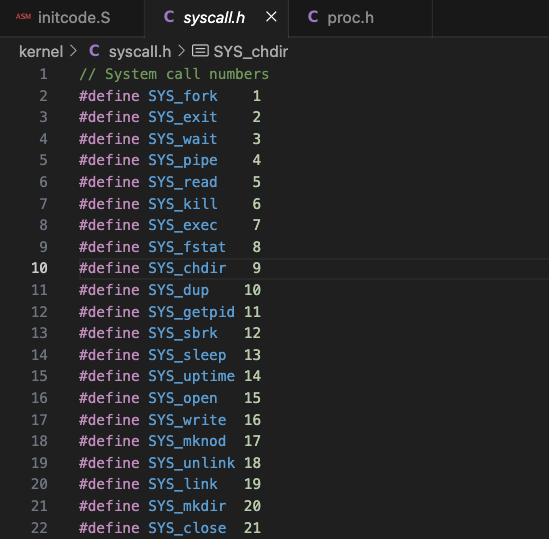 ASM initcode.S C syscall.h × C proc.h
kernel > C syscall.h > SYS_chdir
1 // System call numbers
2 #define SYS_fork    1
3 #define SYS_exit    2
4 #define SYS_wait    3
5 #define SYS_pipe    4
6 #define SYS_read    5
7 #define SYS_kill    6
8 #define SYS_exec    7
9 #define SYS_fstat   8
10 #define SYS_chdir   9
11 #define SYS_dup    10
12 #define SYS_getpid 11
13 #define SYS_sbrk   12
14 #define SYS_sleep  13
15 #define SYS_uptime 14
16 #define SYS_open   15
17 #define SYS_write  16
18 #define SYS_mknod  17
19 #define SYS_unlink 18
20 #define SYS_link   19
21 #define SYS_mkdir  20
22 #define SYS_close  21